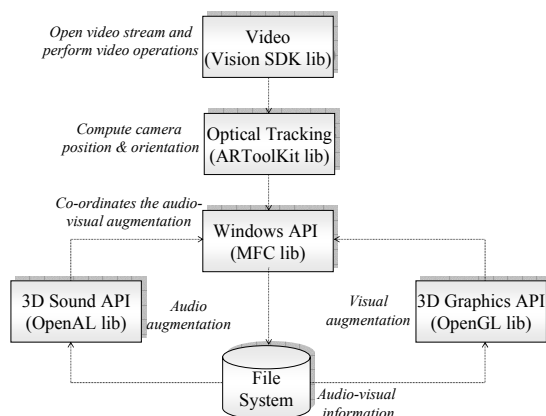 Open video stream and
perform video operations
Video
(Vision SDK lib)
Compute camera
position & orientation
Optical Tracking
(ARToolKit lib)
Co-ordinates the audio-
visual augmentation
Windows API
(MFC lib)
3D Sound API
(OpenAL lib)
Audio
augmentation
Visual
augmentation
3D Graphics API
(OpenGL lib)
File
System
Audio-visual
information